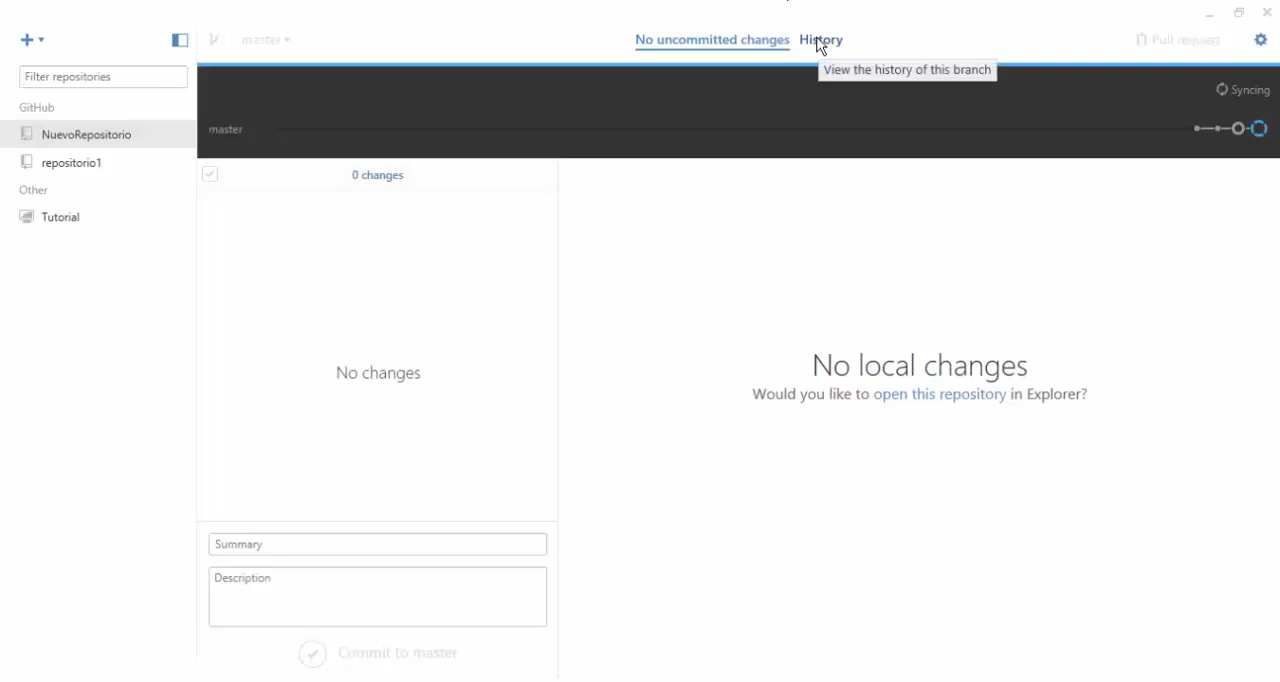 master
No uncommitted changes
History
Pull request
View the history of this branch
Filter repositories
GitHub
NuevoRepositorio
repositorio1
Other
Tutorial
Syncing
master
0 changes
No changes
No local changes
Would you like to open this repository in Explorer?
Summary
Description
Commit to master